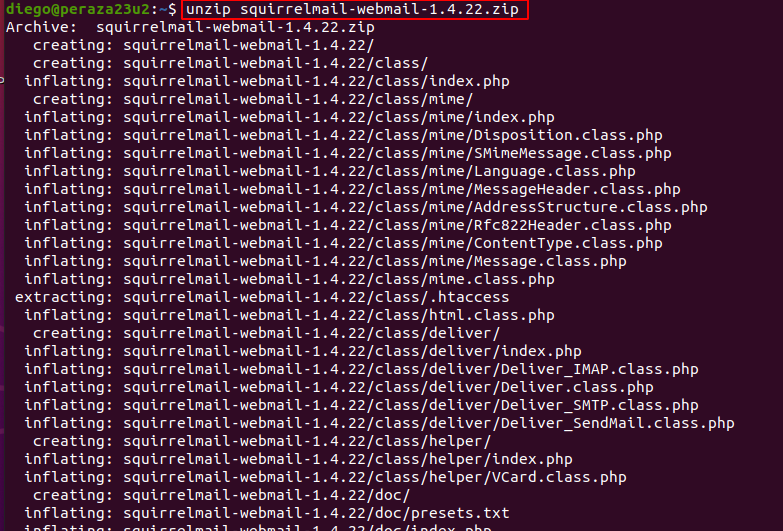 diego@peraza23u2:~$ unzip squirrelmail-webmail-1.4.22.zip
Archive:  squirrelmail-webmail-1.4.22.zip
   creating: squirrelmail-webmail-1.4.22/
   creating: squirrelmail-webmail-1.4.22/class/
  inflating: squirrelmail-webmail-1.4.22/class/index.php
   creating: squirrelmail-webmail-1.4.22/class/mime/
  inflating: squirrelmail-webmail-1.4.22/class/mime/index.php
  inflating: squirrelmail-webmail-1.4.22/class/mime/Disposition.class.php
  inflating: squirrelmail-webmail-1.4.22/class/mime/SMimeMessage.class.php
  inflating: squirrelmail-webmail-1.4.22/class/mime/Language.class.php
  inflating: squirrelmail-webmail-1.4.22/class/mime/MessageHeader.class.php
  inflating: squirrelmail-webmail-1.4.22/class/mime/AddressStructure.class.php
  inflating: squirrelmail-webmail-1.4.22/class/mime/Rfc822Header.class.php
  inflating: squirrelmail-webmail-1.4.22/class/mime/ContentType.class.php
  inflating: squirrelmail-webmail-1.4.22/class/mime/Message.class.php
  inflating: squirrelmail-webmail-1.4.22/class/mime.class.php
 extracting: squirrelmail-webmail-1.4.22/class/.htaccess
  inflating: squirrelmail-webmail-1.4.22/class/html.class.php
   creating: squirrelmail-webmail-1.4.22/class/deliver/
  inflating: squirrelmail-webmail-1.4.22/class/deliver/index.php
  inflating: squirrelmail-webmail-1.4.22/class/deliver/Deliver_IMAP.class.php
  inflating: squirrelmail-webmail-1.4.22/class/deliver/Deliver.class.php
  inflating: squirrelmail-webmail-1.4.22/class/deliver/Deliver_SMTP.class.php
  inflating: squirrelmail-webmail-1.4.22/class/deliver/Deliver_SendMail.class.php
   creating: squirrelmail-webmail-1.4.22/class/helper/
  inflating: squirrelmail-webmail-1.4.22/class/helper/index.php
  inflating: squirrelmail-webmail-1.4.22/class/helper/VCard.class.php
   creating: squirrelmail-webmail-1.4.22/doc/
  inflating: squirrelmail-webmail-1.4.22/doc/presets.txt
  inflating: squirrelmail-webmail-1.4.22/doc/index.php